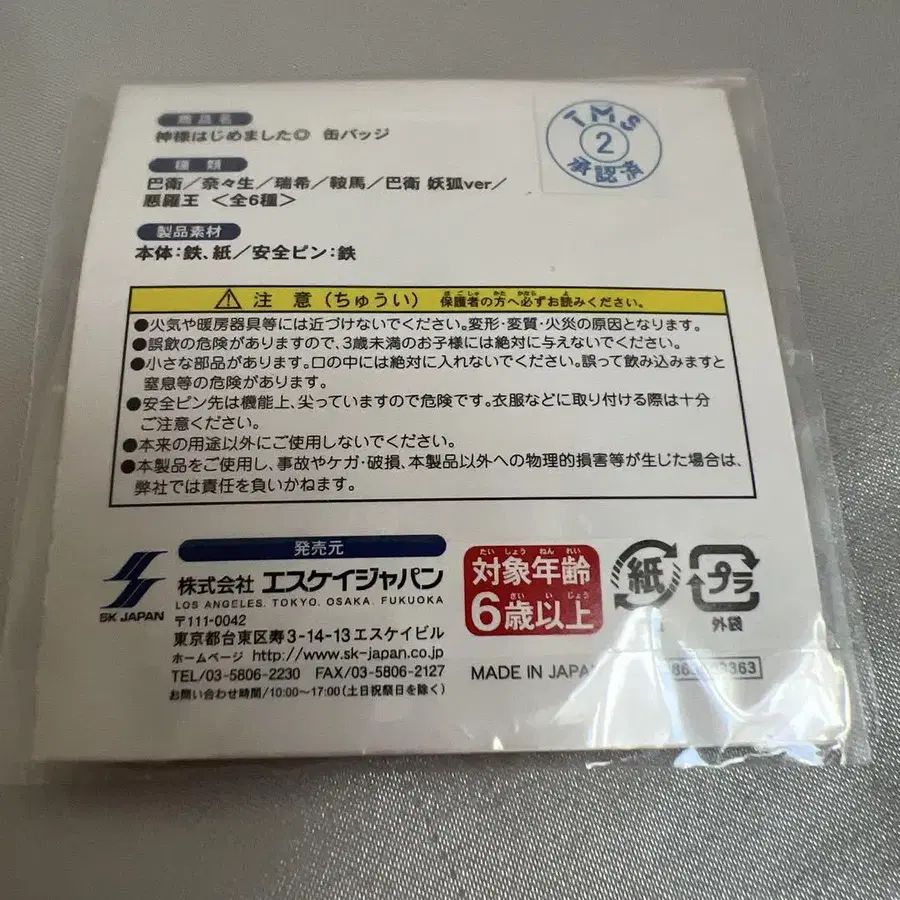 商品名
神様はじめました◎ 缶バッジ
TMS
2
承認済
種類
巴衛／奈々生／瑞希／鞍馬／巴衛 妖狐ver／
悪羅王 ＜全6種＞
製品素材
本体：鉄、紙／安全ピン：鉄
注意（ちゅうい） 保護者の方へ必ずお読みください。
●火気や暖房器具等には近づけないでください。変形・変質・火災の原因となります。
●誤飲の危険がありますので、3歳未満のお子様には絶対に与えないでください。
●小さな部品があります。口の中には絶対に入れないでください。誤って飲み込みますと
窒息等の危険があります。
●安全ピン先は機能上、尖っていますので危険です。衣服などに取り付ける際は十分
ご注意ください。
●本来の用途以外にご使用しないでください。
●本製品をご使用し、事故やケガ・破損、本製品以外への物理的損害等が生じた場合は、
弊社では責任を負いかねます。
発売元
SK JAPAN
株式会社 エスケイジャパン
LOS ANGELES. TOKYO. OSAKA. FUKUOKA
〒111-0042
東京都台東区寿3-14-13エスケイビル
ホームページ http://www.sk-japan.co.jp
TEL/03-5806-2230 FAX/03-5806-2127
お問い合わせ時間/10:00〜17:00(土日祝祭日を除く)
たいしょうねんれい
対象年齢
さいいじょう
6歳以上
紙
プラ
外袋
MADE IN JAPAN